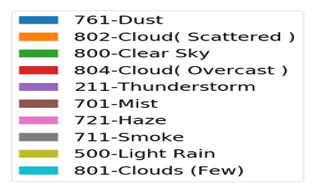 761-Dust
802-Cloud( Scattered )
800-Clear Sky
804-Cloud( Overcast )
211-Thunderstorm
701-Mist
721-Haze
711-Smoke
500-Light Rain
801-Clouds (Few)